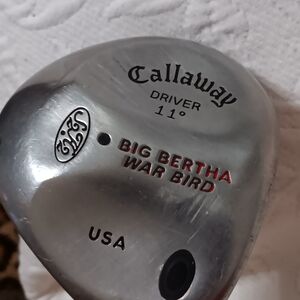 Callaway
DRIVER
11°
BIG BERTHA
WAR BIRD
USA